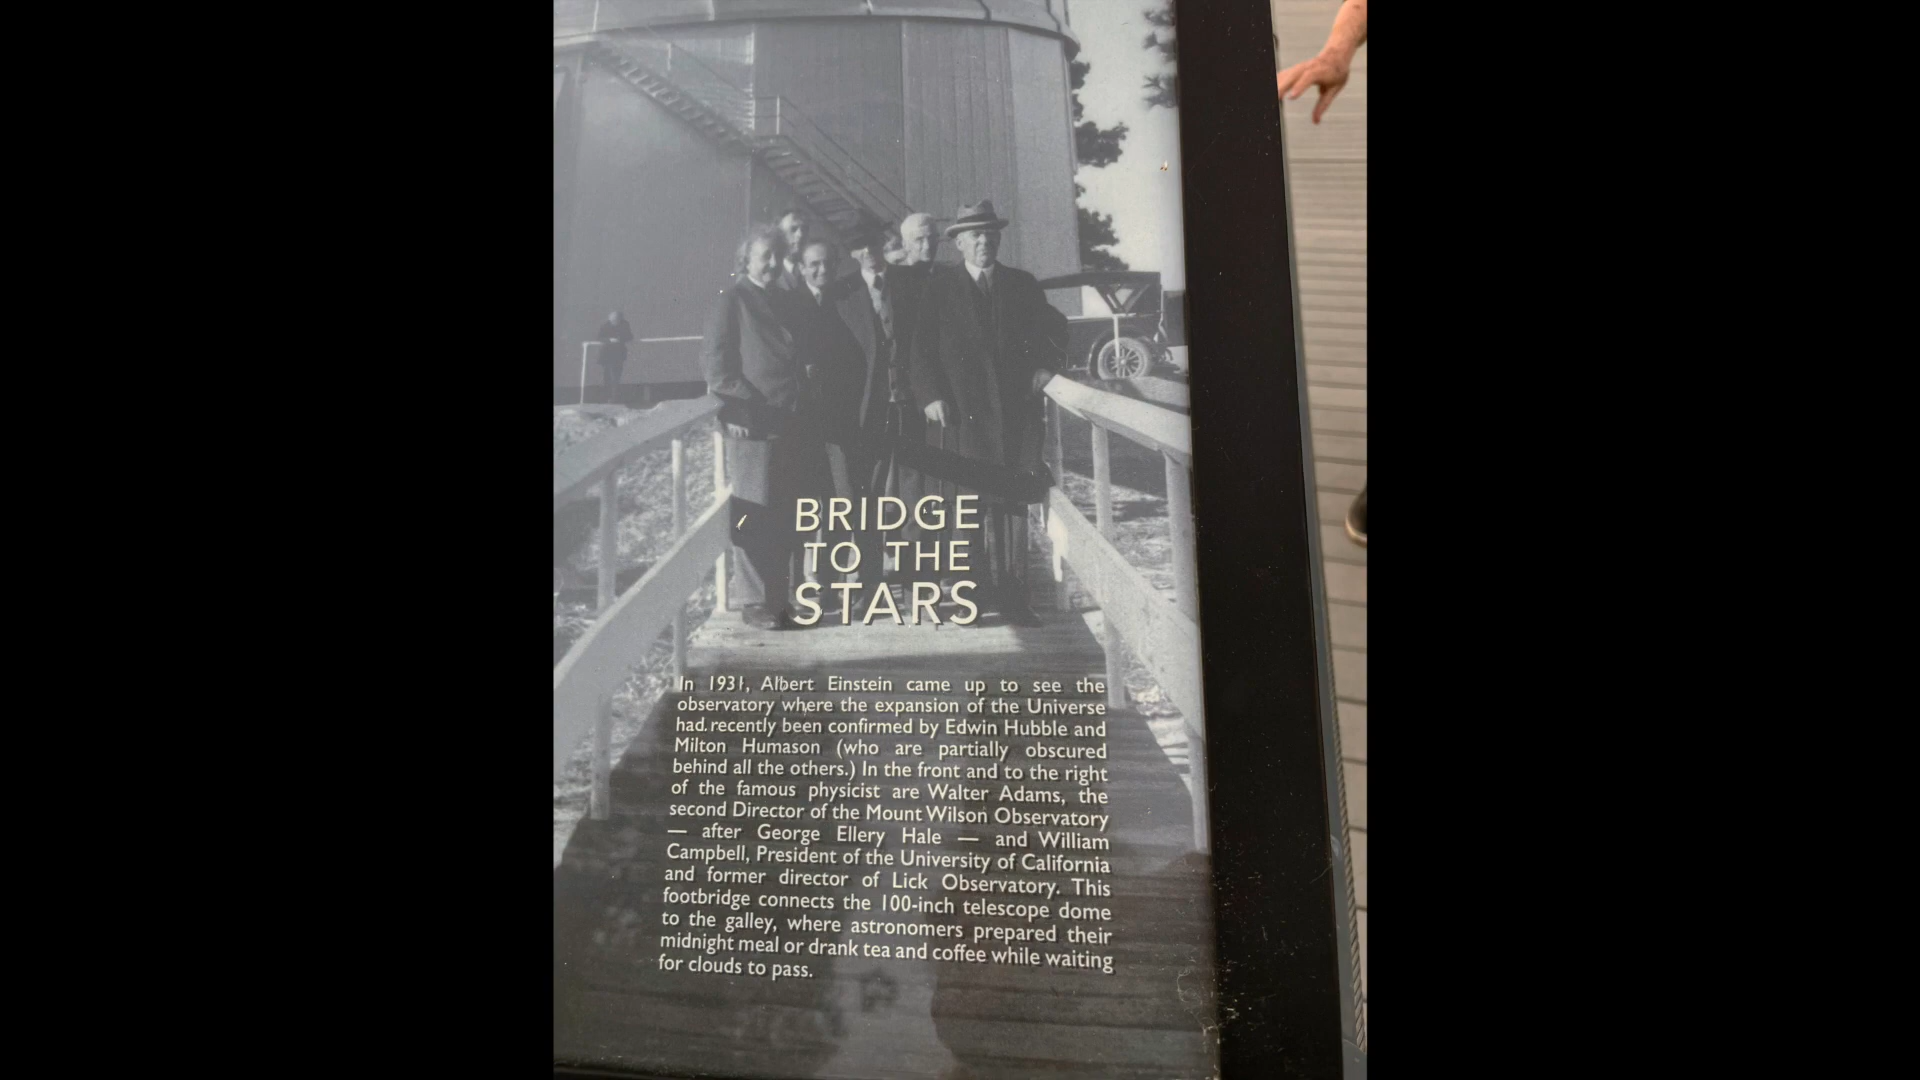 BRIDGE
TO THE
STARS
In 1931, Albert Einstein came up to see the
observatory where the expansion of the Universe
had recently been confirmed by Edwin Hubble and
Milton Humason (who are partially obscured
behind all the others.) In the front and to the right
of the famous physicist are Walter Adams, the
second Director of the Mount Wilson Observatory
— after George Ellery Hale — and William
Campbell, President of the University of California
and former director of Lick Observatory. This
footbridge connects the 100-inch telescope dome
to the galley, where astronomers prepared their
midnight meal or drank tea and coffee while waiting
for clouds to pass.